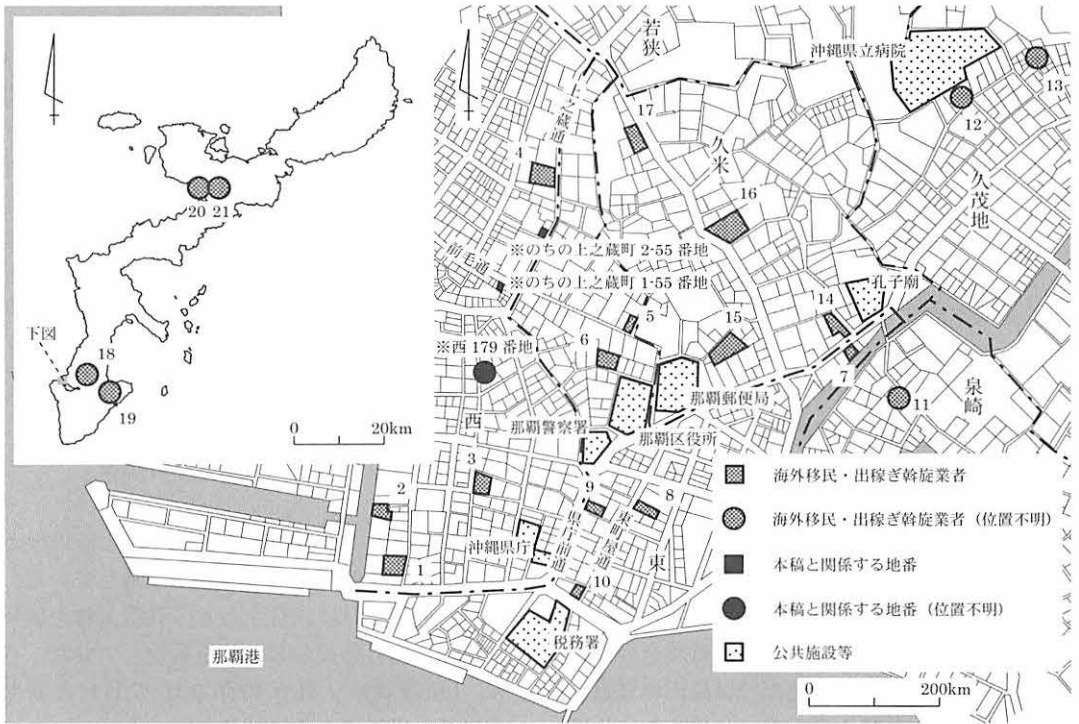 20 21
下図
18
19
0 20km
若狭
沖縄県立病院
13
12
上之蔵通
17
久米
4
16
久茂地
※のちの上之蔵町 2-55 番地
前毛通
※のちの上之蔵町 1-55 番地
孔子廟
14
5
15
6
※西 179 番地
7
那覇郵便局
泉崎
11
西
那覇警察署
那覇区役所
3
9
8
2
県庁前通
東町屋通
沖縄県庁
東
1
10
税務署
那覇港
海外移民・出稼ぎ斡旋業者
海外移民・出稼ぎ斡旋業者（位置不明）
本稿と関係する地番
本稿と関係する地番（位置不明）
公共施設等
0 200km